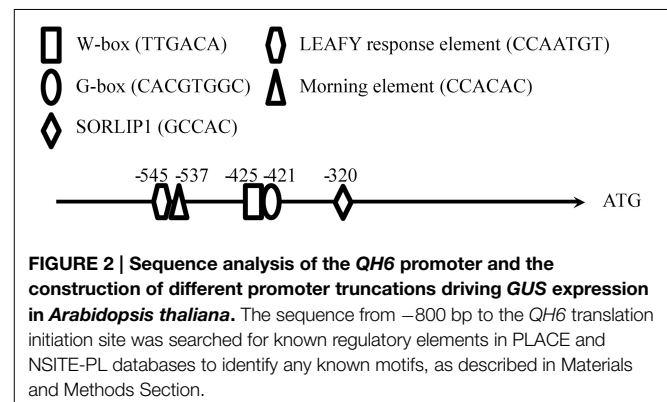 W-box (TTGACA)
LEAFY response element (CCAATGT)
G-box (CACGTGGC)
Morning element (CCACAC)
SORLIP1 (GCCAC)
-545 -537 -425 -421 -320
ATG
FIGURE 2 | Sequence analysis of the QH6 promoter and the
construction of different promoter truncations driving GUS expression
in Arabidopsis thaliana. The sequence from −800 bp to the QH6 translation
initiation site was searched for known regulatory elements in PLACE and
NSITE-PL databases to identify any known motifs, as described in Materials
and Methods Section.